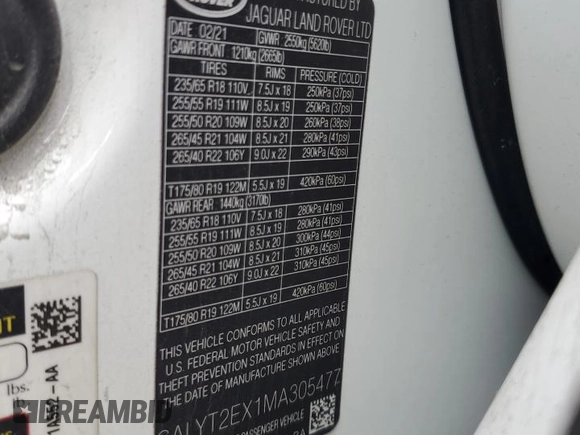 ROVER
MANUFACTURED BY
JAGUAR LAND ROVER LTD
DATE 02/21 GVWR 2550kg (5620lb)
GAWR FRONT 1210kg (2665lb)
TIRES RIMS PRESSURE (COLD)
235/65 R18 110V 7.5J x 18 250kPa (37psi)
255/55 R19 111W 8.5J x 19 250kPa (37psi)
255/50 R20 109W 8.5J x 20 260kPa (38psi)
265/45 R21 104W 8.5J x 21 280kPa (41psi)
265/40 R22 106Y 9.0J x 22 290kPa (43psi)
T175/80 R19 122M 5.5J x 19 420kPa (60psi)
GAWR REAR 1440kg (3170lb)
235/65 R18 110V 7.5J x 18 280kPa (41psi)
255/55 R19 111W 8.5J x 19 280kPa (41psi)
255/50 R20 109W 8.5J x 20 300kPa (44psi)
265/45 R21 104W 8.5J x 21 310kPa (45psi)
265/40 R22 106Y 9.0J x 22 310kPa (45psi)
T175/80 R19 122M 5.5J x 19 420kPa (60psi)
THIS VEHICLE CONFORMS TO ALL APPLICABLE
U.S. FEDERAL MOTOR VEHICLE SAFETY AND
THEFT PREVENTION STANDARDS IN EFFECT ON
THE DATE OF MANUFACTURE SHOWN ABOVE.
SALYT2EX1MA305477
PASSENGER VEHICLE
lbs.
DREAMBID.COM